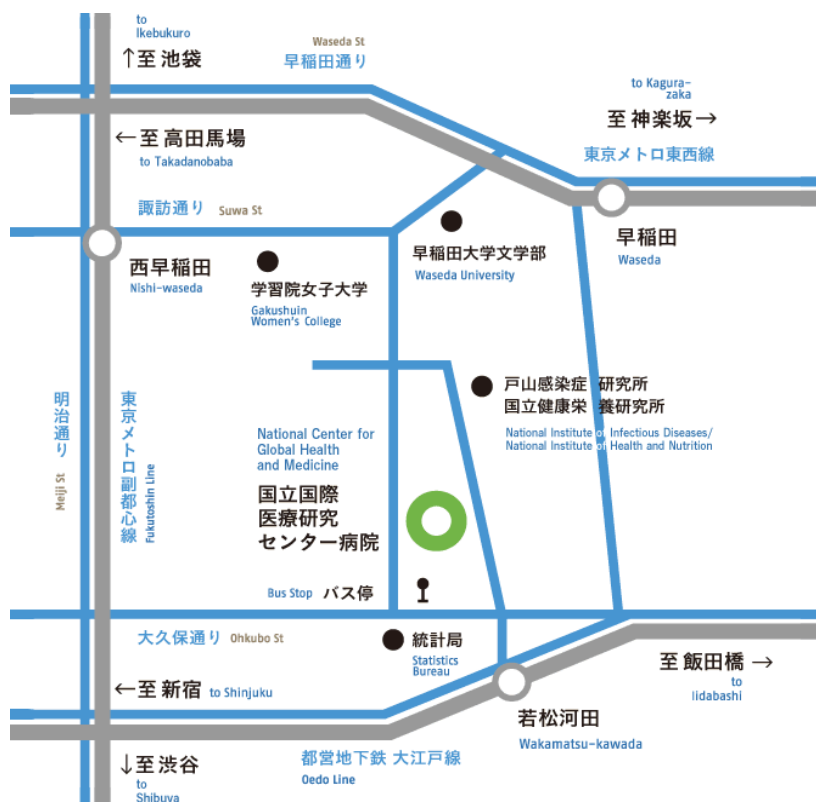 to
Ikebukuro
↑至 池袋
Waseda St
早稲田通り
to Kagura-
zaka
至 神楽坂→
←至 高田馬場
to Takadanobaba
東京メトロ東西線
諏訪通り Suwa St
早稲田大学文学部
Waseda University
早稲田
Waseda
西早稲田
Nishi-waseda
学習院女子大学
Gakushuin
Women's College
戸山感染症 研究所
国立健康栄 養研究所
National Institute of Infectious Diseases/
National Institute of Health and Nutrition
明治通り
Meiji St
東京メトロ副都心線
Fukutoshin Line
National Center for
Global Health
and Medicine
国立国際
医療研究
センター病院
Bus Stop バス停
大久保通り Ohkubo St
統計局
Statistics
Bureau
至 飯田橋 →
to
Iidabashi
←至 新宿 to Shinjuku
若松河田
Wakamatsu-kawada
都営地下鉄 大江戸線
Oedo Line
↓至 渋谷
to
Shibuya